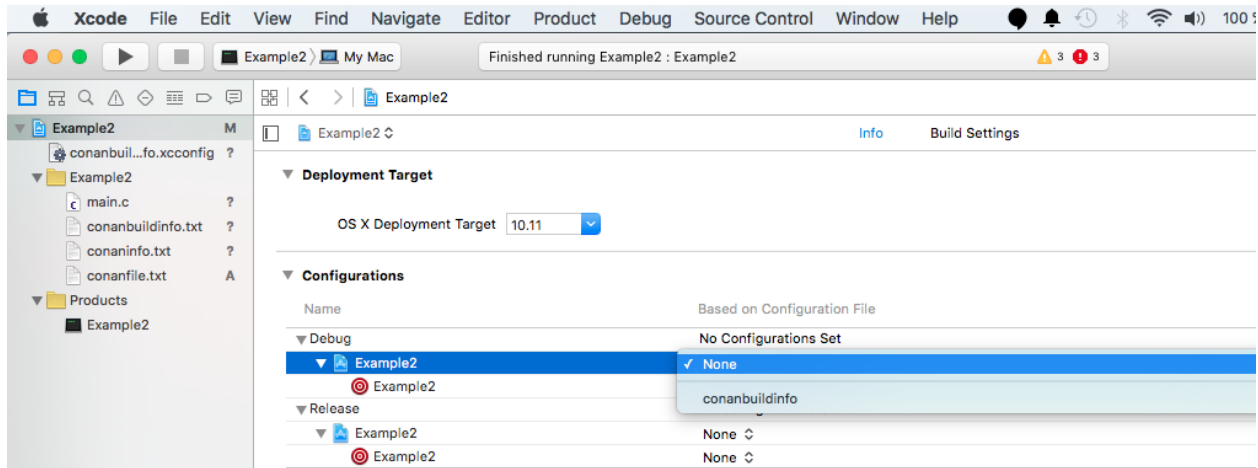 Xcode File Edit View Find Navigate Editor Product Debug Source Control Window Help 100
Example2 My Mac Finished running Example2 : Example2 3 3
Example2
Example2 M
Example2 Info Build Settings
conanbuil...fo.xcconfig ?
Example2
Deployment Target
main.c ?
conanbuildinfo.txt ?
OS X Deployment Target 10.11
conaninfo.txt ?
conanfile.txt A
Configurations
Products
Name Based on Configuration File
Example2
Debug No Configurations Set
Example2 None
Example2
conanbuildinfo
Release
Example2 None
Example2 None